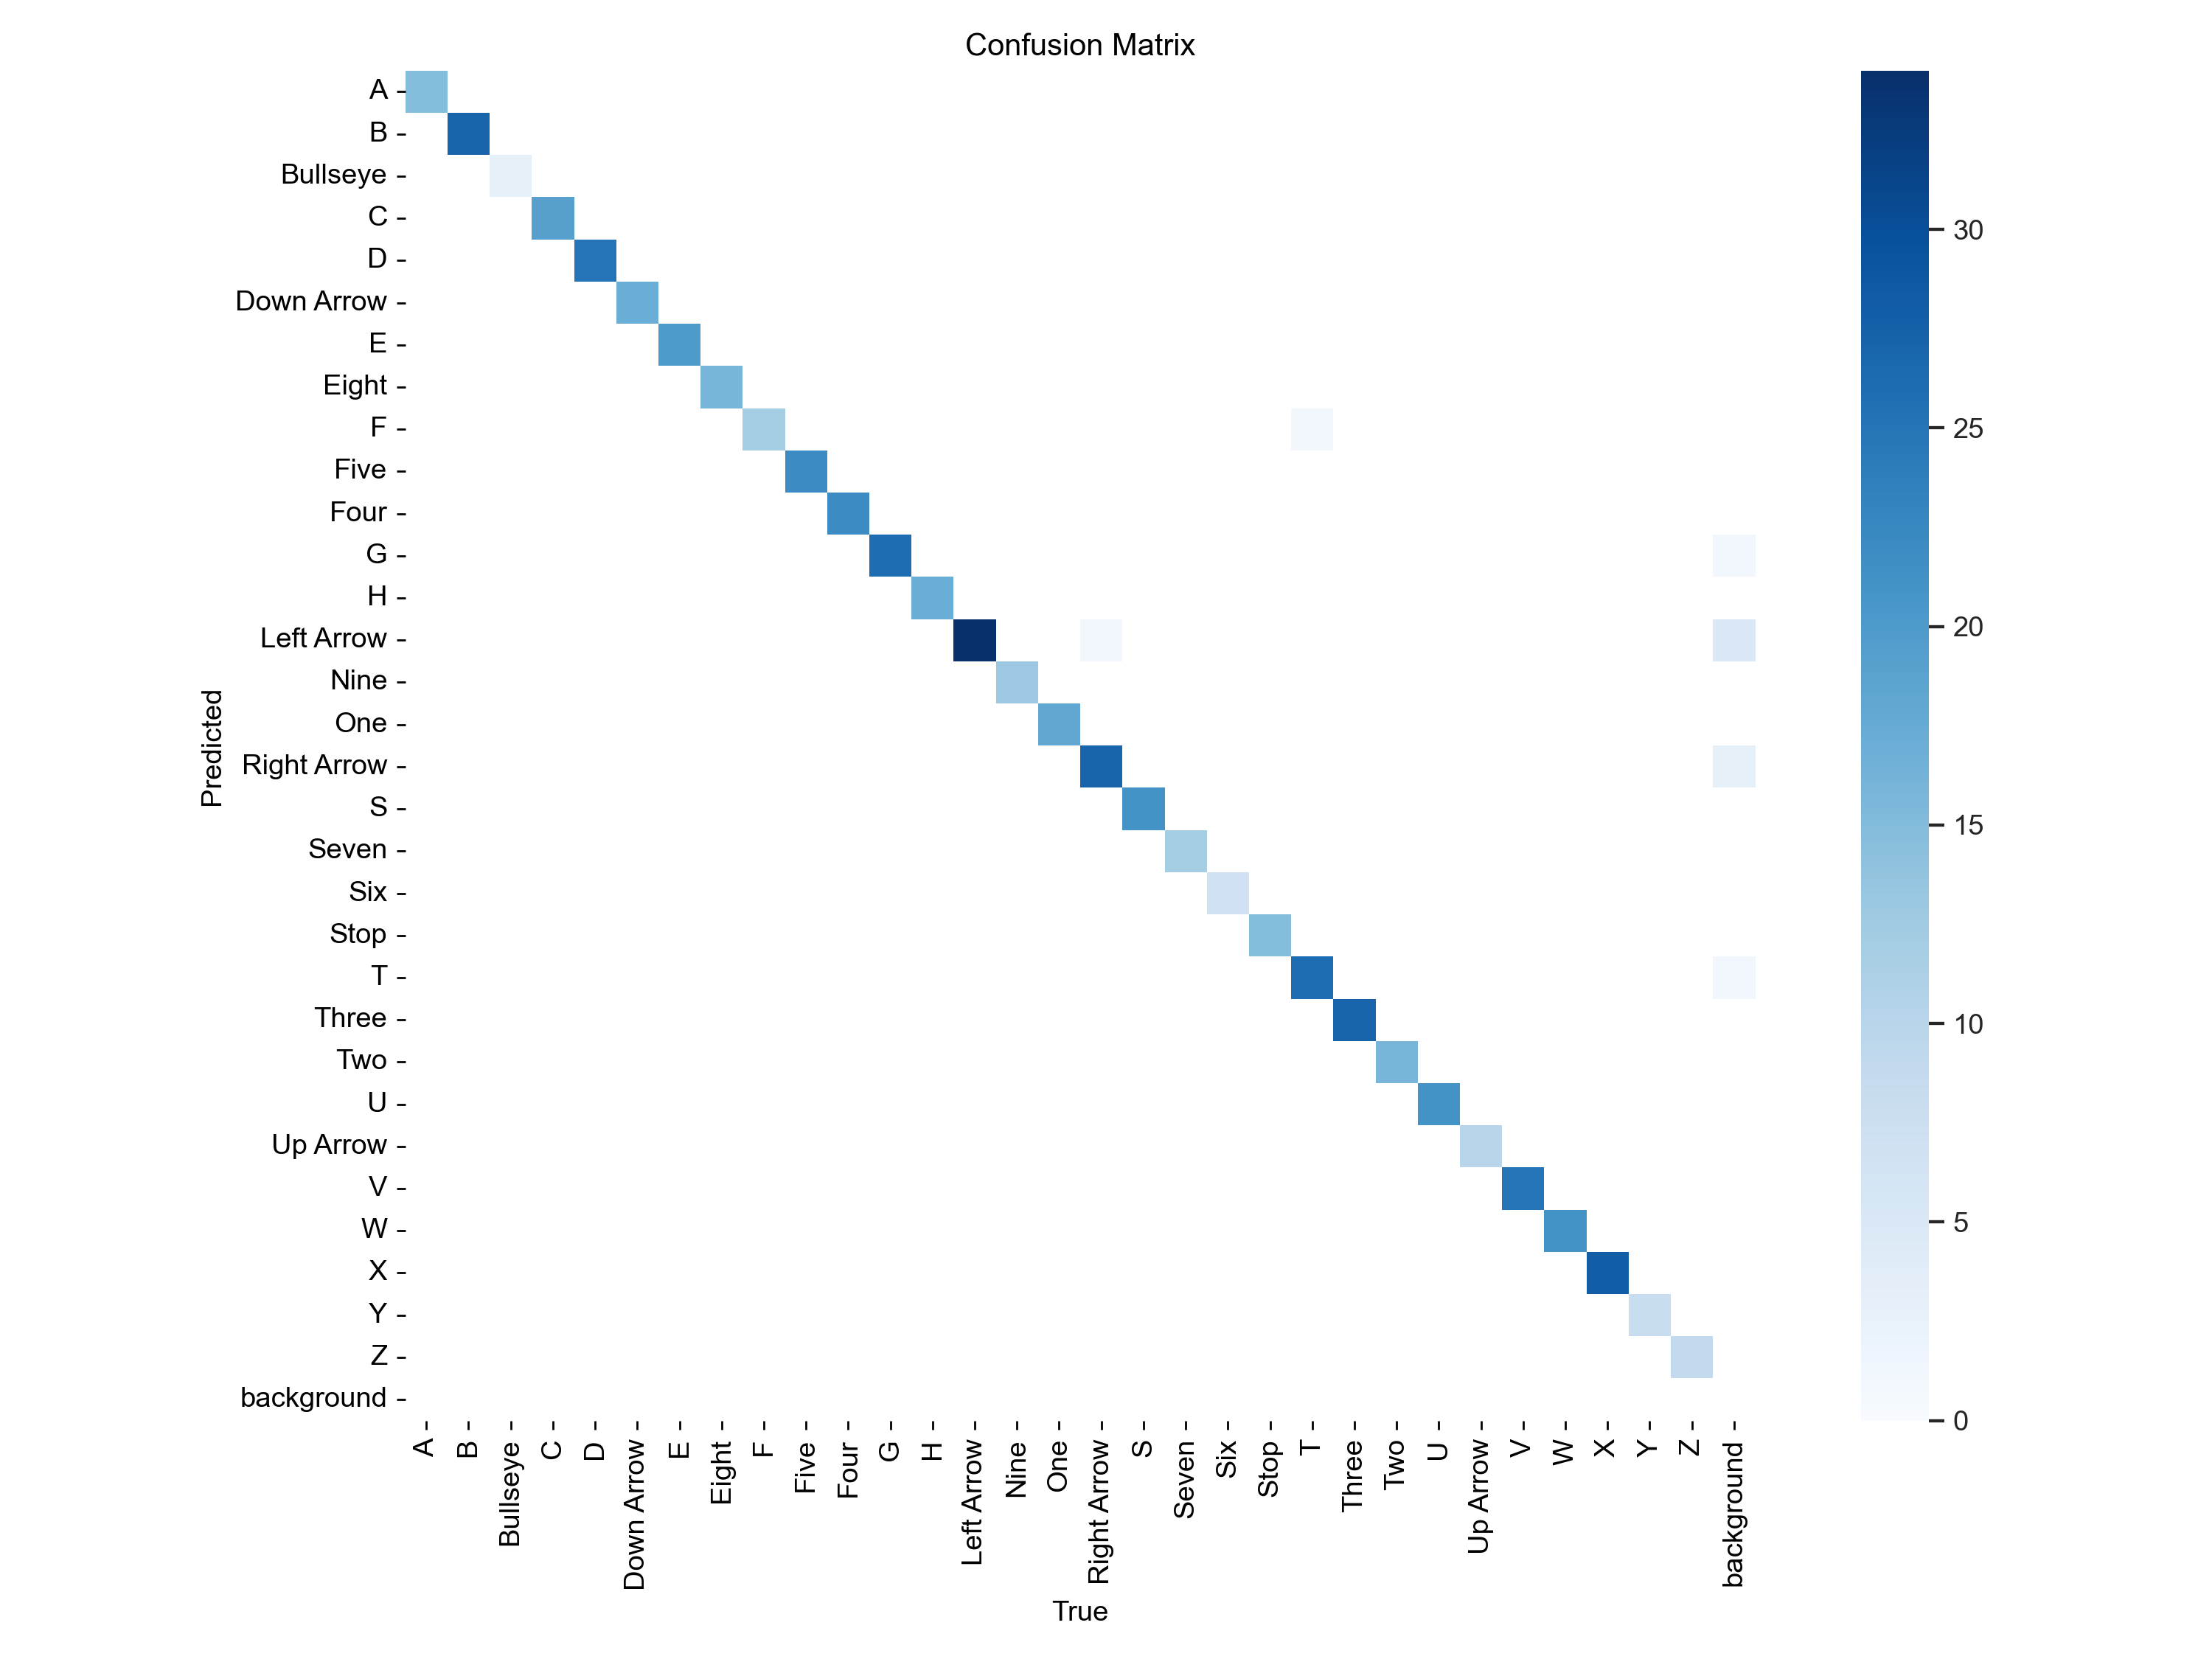 Confusion Matrix
A
B
Bullseye
C
D
Down Arrow
E
Eight
F
Five
Four
G
H
Left Arrow
Nine
One
Right Arrow
S
Seven
Six
Stop
T
Three
Two
U
Up Arrow
V
W
X
Y
Z
background
Predicted
A
B
Bullseye
C
D
Down Arrow
E
Eight
F
Five
Four
G
H
Left Arrow
Nine
One
Right Arrow
S
Seven
Six
Stop
T
Three
Two
U
Up Arrow
V
W
X
Y
Z
background
True
30
25
20
15
10
5
0